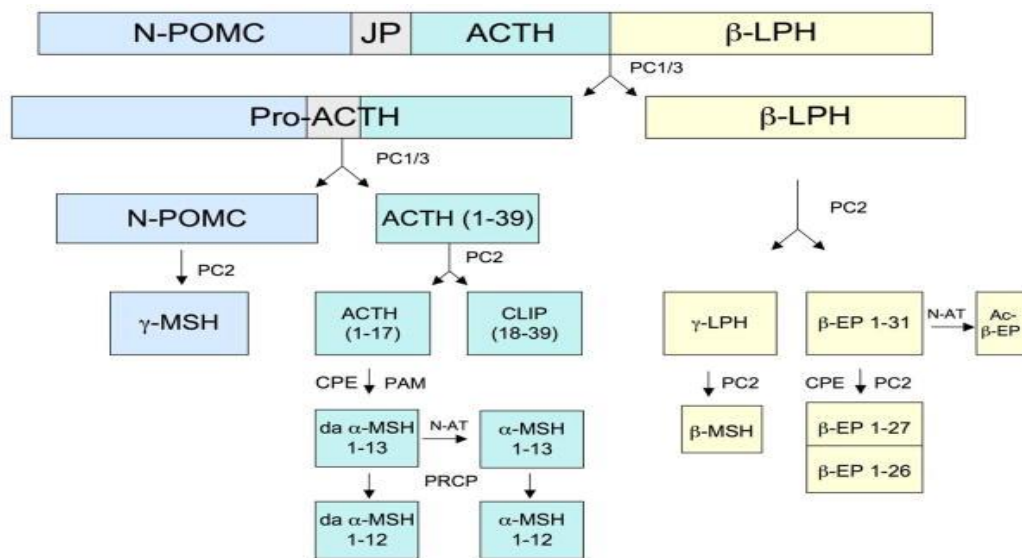 N-POMC JP ACTH β-LPH
PC1/3
Pro-ACTH β-LPH
PC1/3
N-POMC ACTH (1-39) PC2
PC2 PC2
γ-MSH
ACTH
(1-17)
CLIP
(18-39)
γ-LPH
β-EP 1-31
N-AT
Ac-
β-EP
CPE PAM
PC2
CPE PC2
da α-MSH
1-13
N-AT
α-MSH
1-13
β-MSH
β-EP 1-27
β-EP 1-26
PRCP
da α-MSH
1-12
α-MSH
1-12